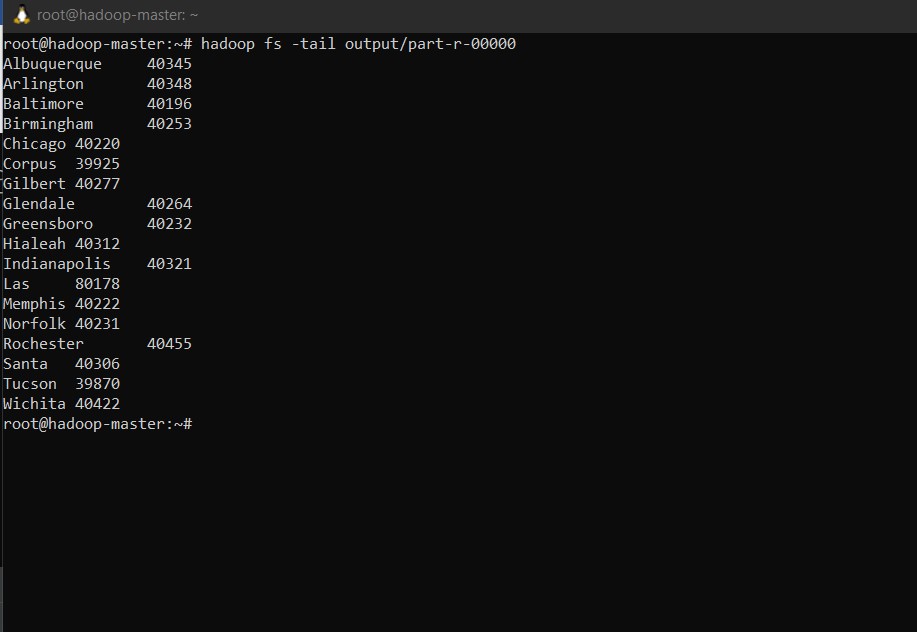 root@hadoop-master: ~
root@hadoop-master:~# hadoop fs -tail output/part-r-00000
Albuquerque     40345
Arlington       40348
Baltimore       40196
Birmingham      40253
Chicago 40220
Corpus  39925
Gilbert 40277
Glendale        40264
Greensboro      40232
Hialeah 40312
Indianapolis    40321
Las     80178
Memphis 40222
Norfolk 40231
Rochester       40455
Santa   40306
Tucson  39870
Wichita 40422
root@hadoop-master:~#